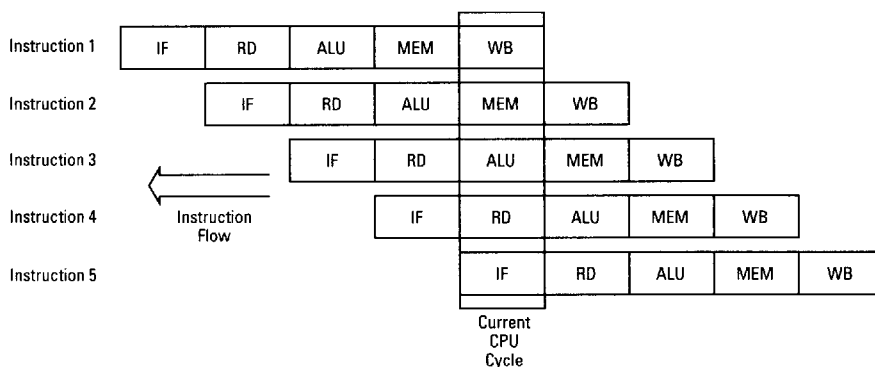 Instruction 1 IF RD ALU MEM WB
Instruction 2 IF RD ALU MEM WB
Instruction 3 IF RD ALU MEM WB
Instruction 4 IF RD ALU MEM WB
Instruction
Flow
Instruction 5 IF RD ALU MEM WB
Current
CPU
Cycle